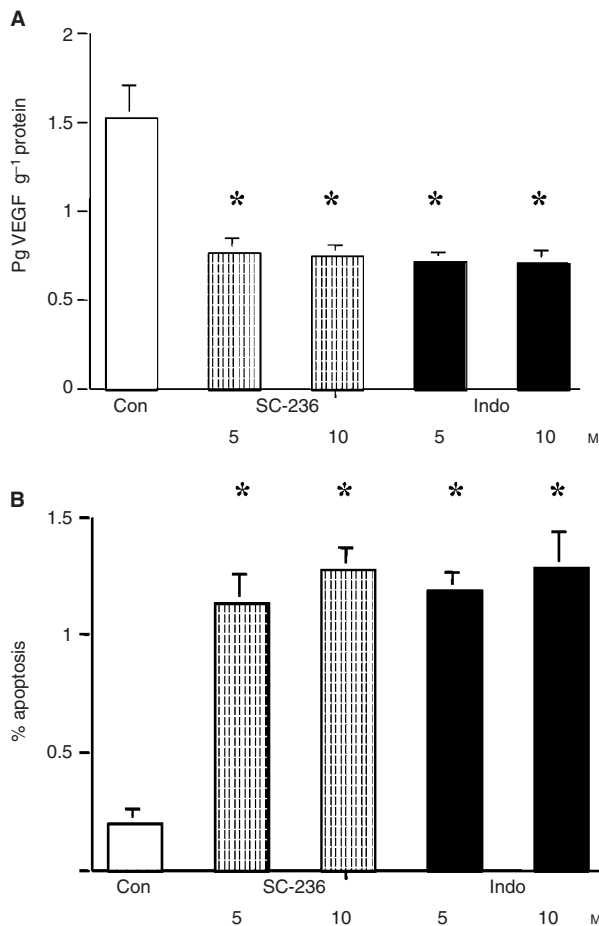 A
2
1.5
1
0.5
0
Pg VEGF g⁻¹ protein
* * * *
Con SC-236 Indo
5 10 5 10 M
B
1.5
1
0.5
% apoptosis
* * * *
Con SC-236 Indo
5 10 5 10 M